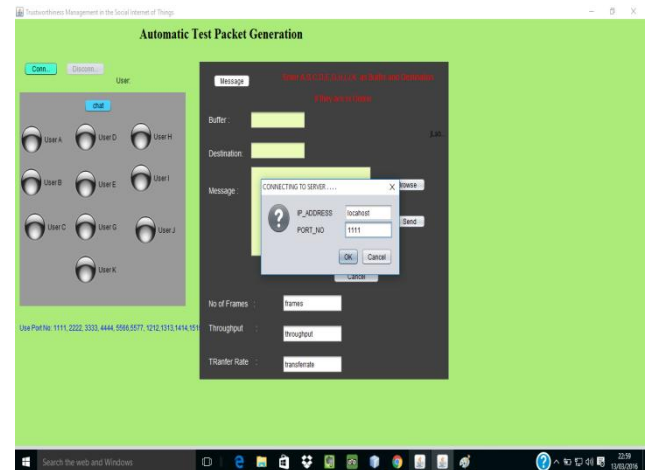 Trustworthiness Management in the Social Internet of Things
Automatic Test Packet Generation
Conn...
Disconn...
User:
chat
User A
User D
User H
User B
User E
User I
User C
User G
User J
User K
Use Port No: 1111, 2222, 3333, 4444, 5566,5577, 1212,1313,1414,151
Message
Buffer :
Destination:
Message :
Browse
Send
Cancel
CONNECTING TO SERVER . . . .
X
IP_ADDRESS
locahost
PORT_NO
1111
OK
Cancel
No of Frames :
frames
Throughput :
throughput
TRanfer Rate :
transferrate
Search the web and Windows
22:59
13/03/2016